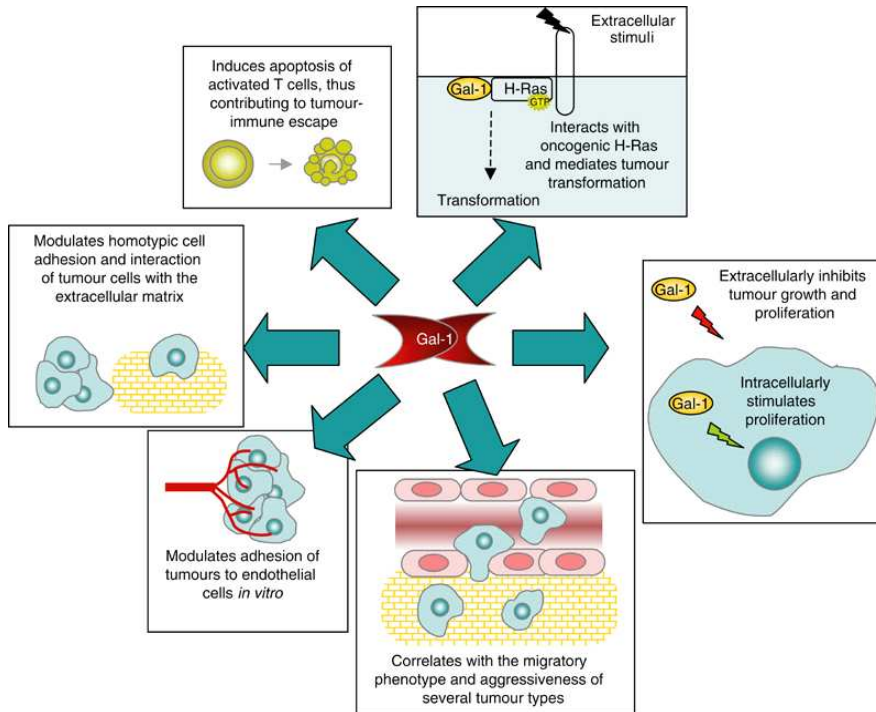 Induces apoptosis of
activated T cells, thus
contributing to tumour-
immune escape
Extracellular
stimuli
Gal-1
H-Ras
GTP
Interacts with
oncogenic H-Ras
and mediates tumour
transformation
Transformation
Modulates homotypic cell
adhesion and interaction
of tumour cells with the
extracellular matrix
Gal-1
Gal-1
Extracellularly inhibits
tumour growth and
proliferation
Gal-1
Intracellularly
stimulates
proliferation
Modulates adhesion of
tumours to endothelial
cells in vitro
Correlates with the migratory
phenotype and aggressiveness of
several tumour types